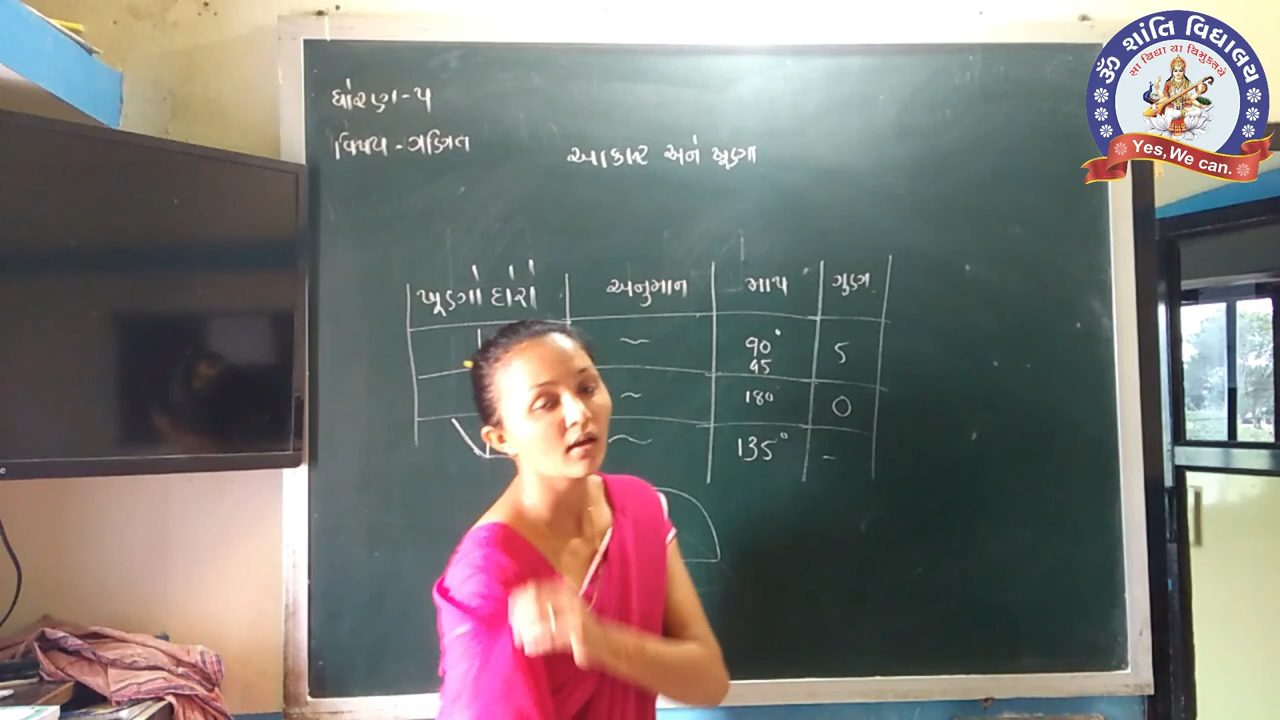 ધોરણ-૫
વિષય-ગણિત
આકાર અને ખૂણા
ખૂણો દોરો અનુમાન માપ ગુણ
~ 90° 45 5
~ 180° 0
~ 135° -
ૐ શાંતિ વિદ્યાલય
સા વિદ્યા યા વિમુક્તયે
Yes,We can.